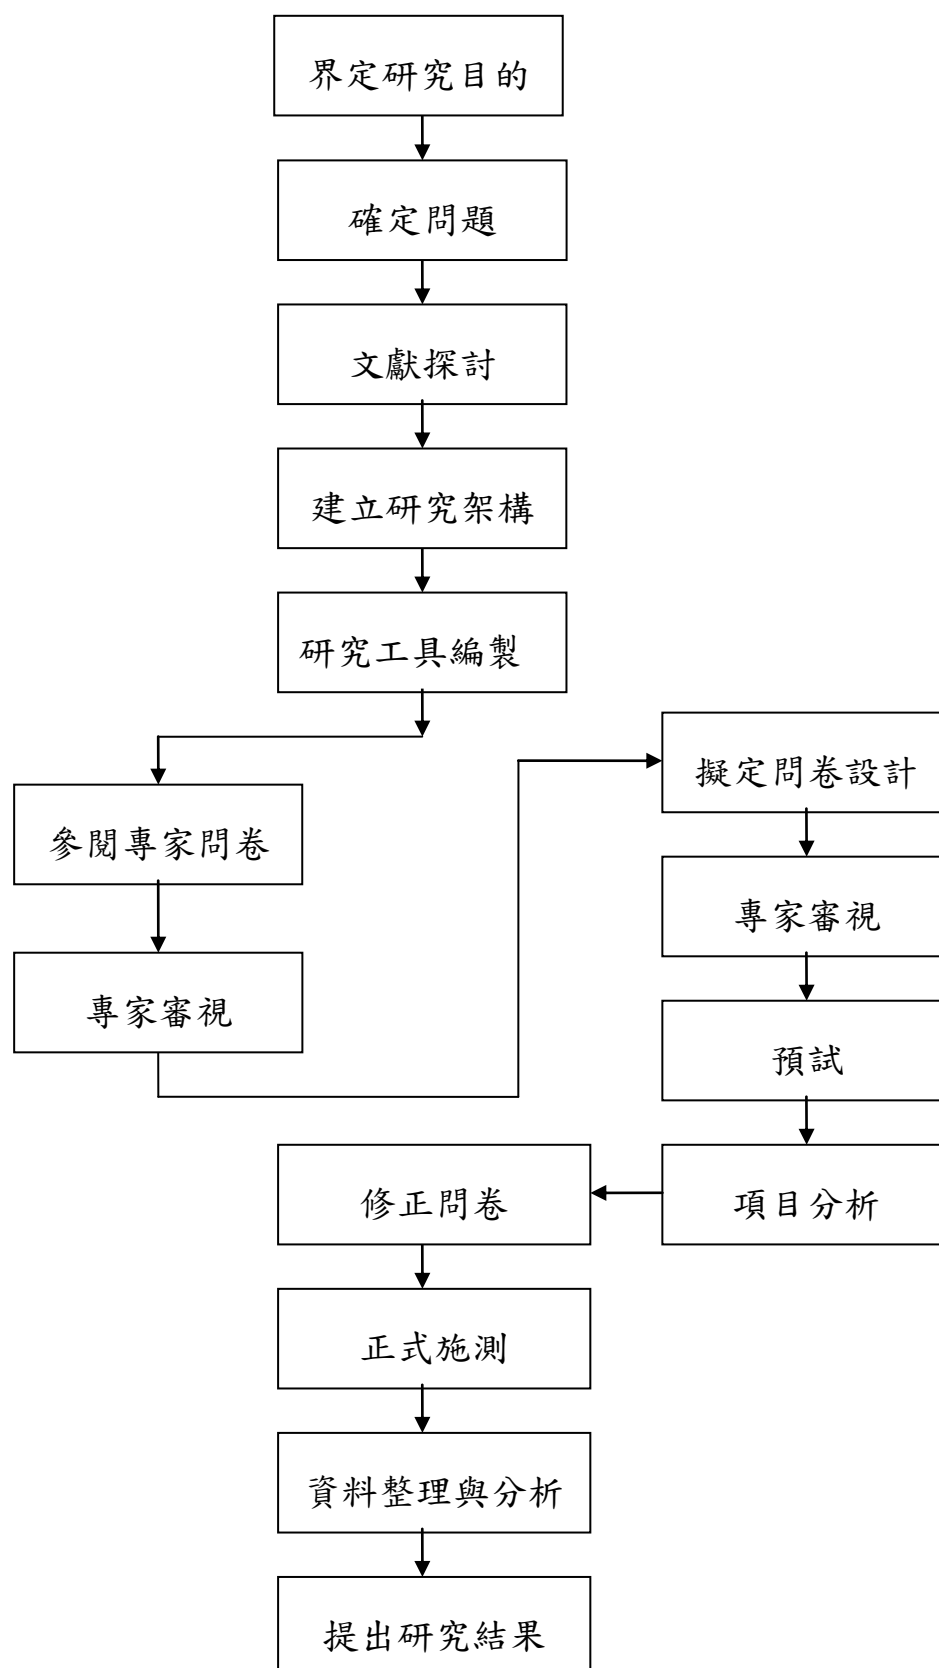 界定研究目的
確定問題
文獻探討
建立研究架構
研究工具編製
參閱專家問卷
專家審視
擬定問卷設計
專家審視
預試
項目分析
修正問卷
正式施測
資料整理與分析
提出研究結果